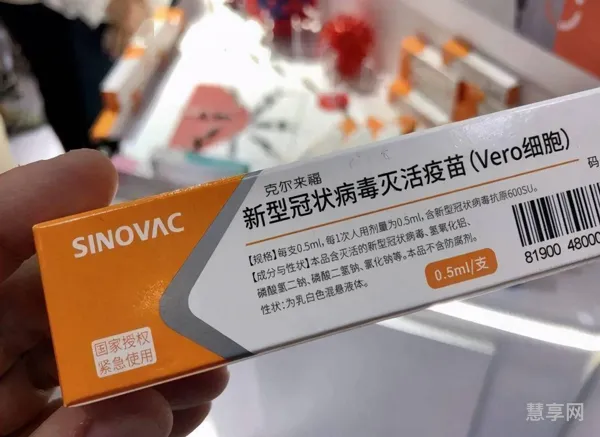 SINOVAC
国家授权
紧急使用
克尔来福
新型冠状病毒灭活疫苗(Vero细胞)
【规格】每支0.5ml,每1次人用剂量为0.5ml,含新型冠状病毒抗原600SU。
【成分与性状】本品含灭活的新型冠状病毒、氢氧化铝、
磷酸氢二钠、磷酸二氢钠、氯化钠等。本品不含防腐剂。
性状:为乳白色混悬液体。
0.5ml/支
码
81900 48000
慧享网